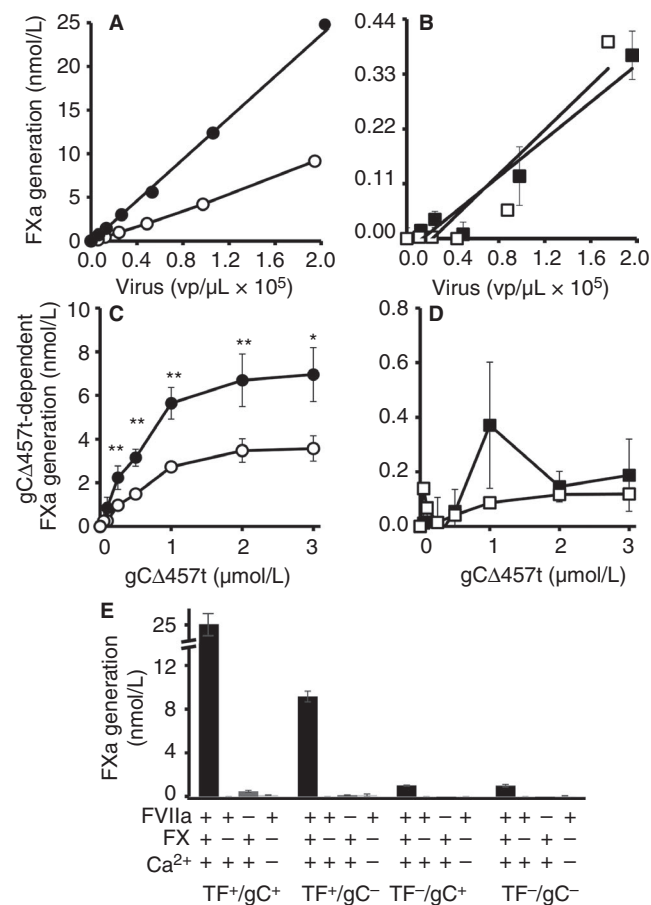 A
B
FXa generation (nmol/L)
25
20
15
10
5
0
0.0 0.4 0.8 1.2 1.6 2.0
Virus (vp/µL × 10⁵)
0.44
0.33
0.22
0.11
0.00
0.0 0.4 0.8 1.2 1.6 2.0
Virus (vp/µL × 10⁵)
C
D
gCΔ457t-dependent
FXa generation (nmol/L)
10
8
6
4
2
0
** ** ** ** *
0 1 2 3
gCΔ457t (µmol/L)
0.8
0.6
0.4
0.2
0.0
0 1 2 3
gCΔ457t (µmol/L)
E
FXa generation
(nmol/L)
25
12
8
4
0
FVIIa + + − + + + − + + + − + + + − +
FX + − + − + − + − + − + − + − + −
Ca²⁺ + + + − + + + − + + + − + + + −
TF⁺/gC⁺ TF⁺/gC⁻ TF⁻/gC⁺ TF⁻/gC⁻